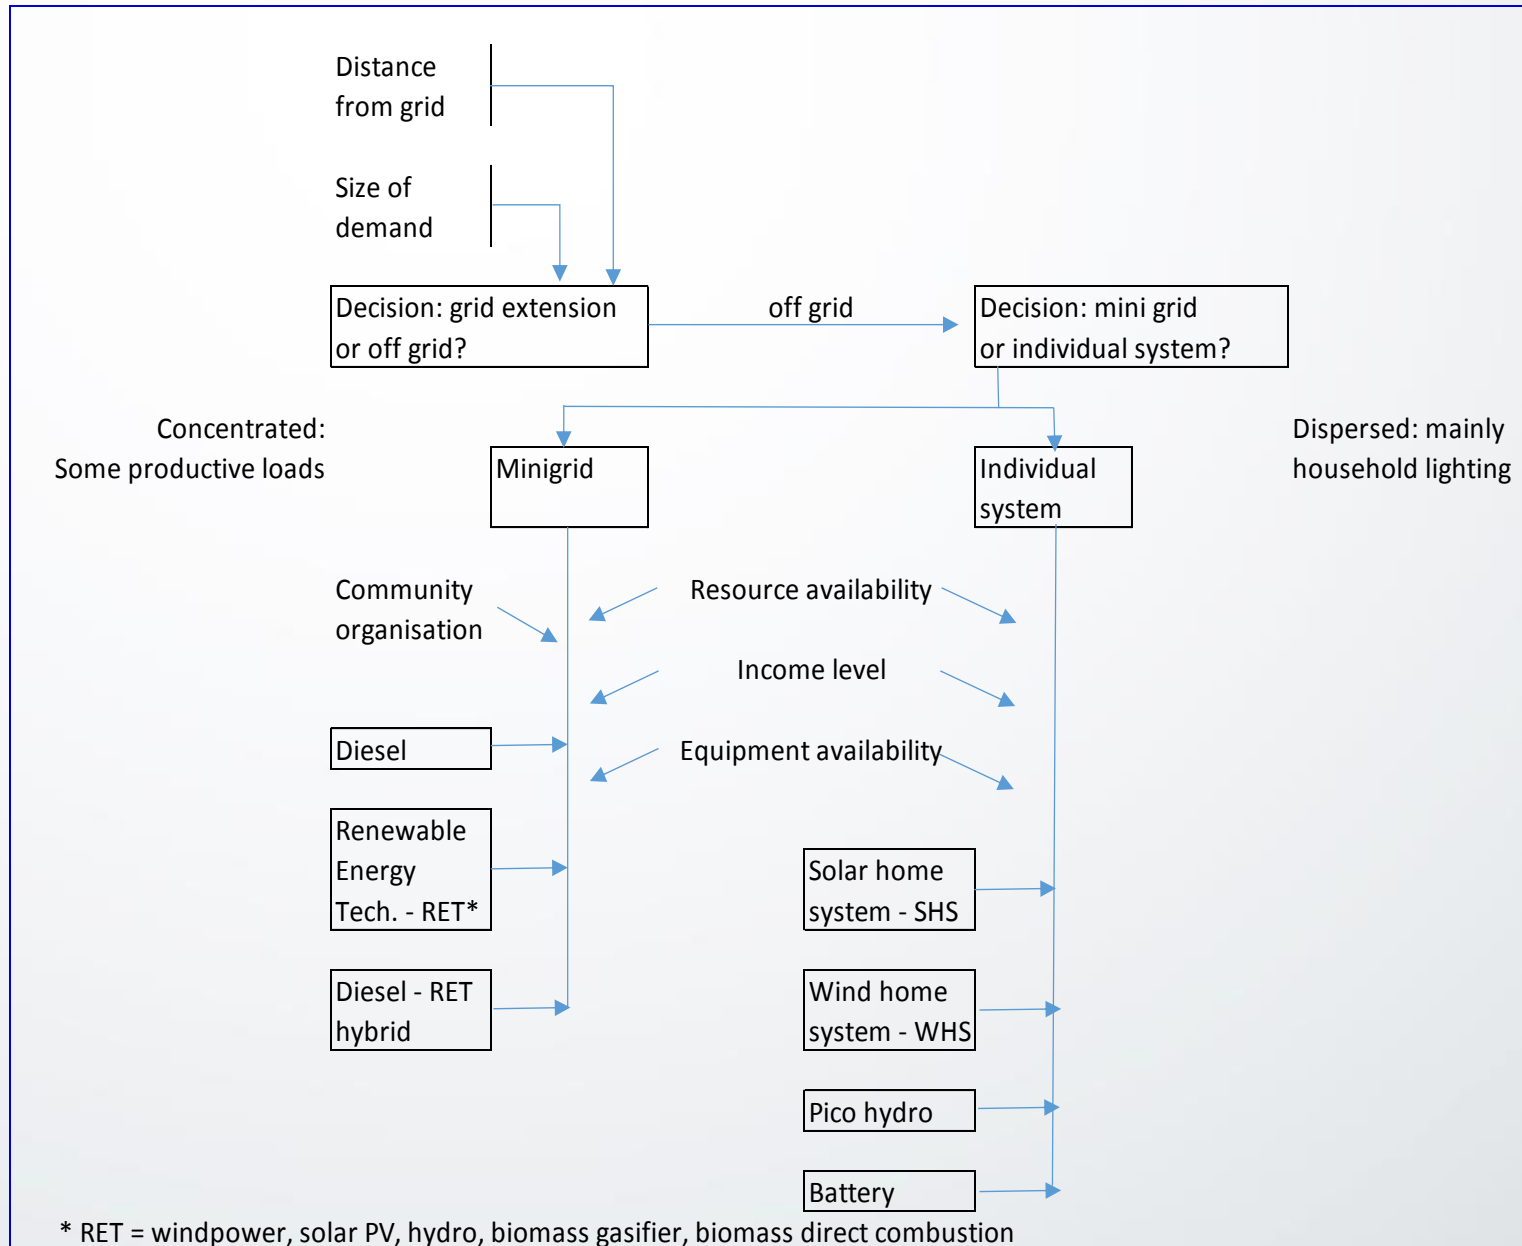 Distance
from grid
Size of
demand
Decision: grid extension
or off grid?
off grid
Decision: mini grid
or individual system?
Concentrated:
Some productive loads
Minigrid
Individual
system
Dispersed: mainly
household lighting
Community
organisation
Resource availability
Income level
Equipment availability
Diesel
Renewable
Energy
Tech. - RET*
Diesel - RET
hybrid
Solar home
system - SHS
Wind home
system - WHS
Pico hydro
Battery
* RET = windpower, solar PV, hydro, biomass gasifier, biomass direct combustion